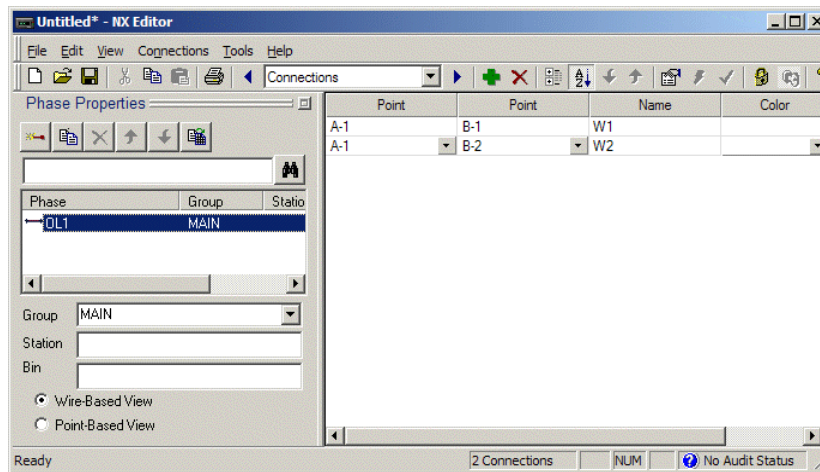 Untitled* - NX Editor
File Edit View Connections Tools Help
Connections
Phase Properties
Point Point Name Color
A-1 B-1 W1
A-1 B-2 W2
Phase Group Statio
OL1 MAIN
Group MAIN
Station
Bin
Wire-Based View
Point-Based View
Ready 2 Connections NUM No Audit Status